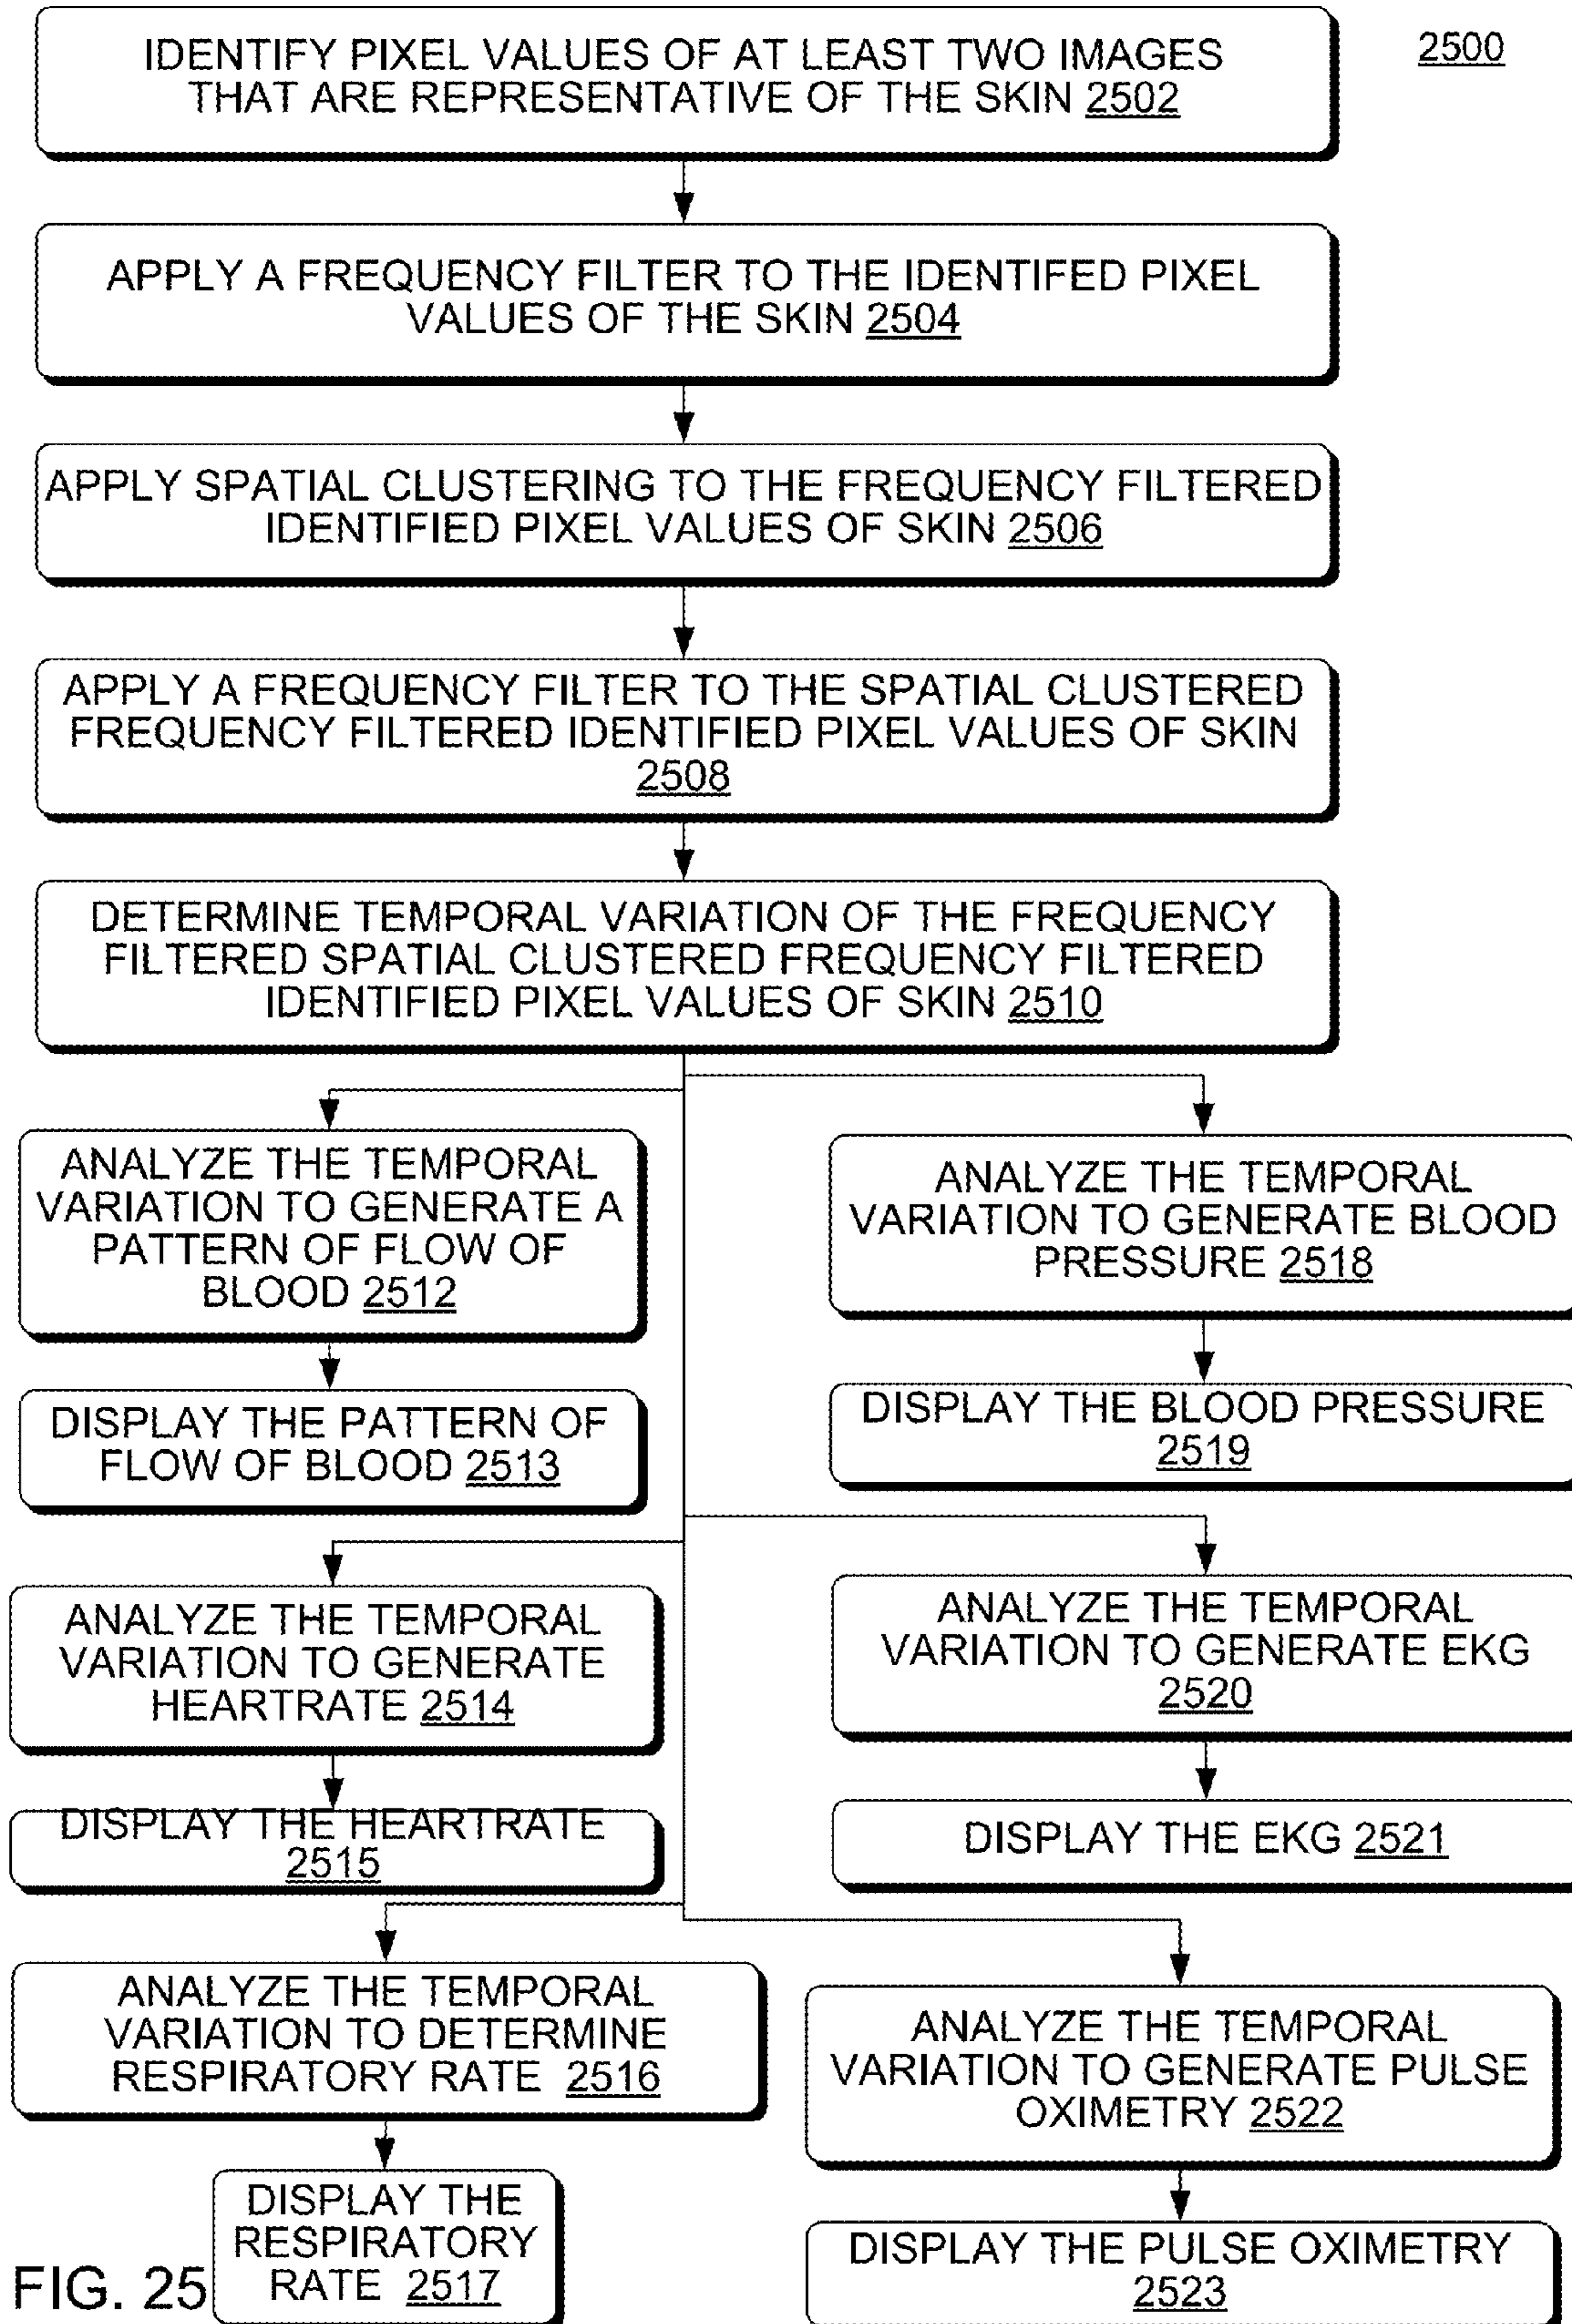 2500
IDENTIFY PIXEL VALUES OF AT LEAST TWO IMAGES
THAT ARE REPRESENTATIVE OF THE SKIN 2502
APPLY A FREQUENCY FILTER TO THE IDENTIFED PIXEL
VALUES OF THE SKIN 2504
APPLY SPATIAL CLUSTERING TO THE FREQUENCY FILTERED
IDENTIFIED PIXEL VALUES OF SKIN 2506
APPLY A FREQUENCY FILTER TO THE SPATIAL CLUSTERED
FREQUENCY FILTERED IDENTIFIED PIXEL VALUES OF SKIN
2508
DETERMINE TEMPORAL VARIATION OF THE FREQUENCY
FILTERED SPATIAL CLUSTERED FREQUENCY FILTERED
IDENTIFIED PIXEL VALUES OF SKIN 2510
ANALYZE THE TEMPORAL
VARIATION TO GENERATE A
PATTERN OF FLOW OF
BLOOD 2512
DISPLAY THE PATTERN OF
FLOW OF BLOOD 2513
ANALYZE THE TEMPORAL
VARIATION TO GENERATE BLOOD
PRESSURE 2518
DISPLAY THE BLOOD PRESSURE
2519
ANALYZE THE TEMPORAL
VARIATION TO GENERATE
HEARTRATE 2514
DISPLAY THE HEARTRATE
2515
ANALYZE THE TEMPORAL
VARIATION TO GENERATE EKG
2520
DISPLAY THE EKG 2521
ANALYZE THE TEMPORAL
VARIATION TO DETERMINE
RESPIRATORY RATE 2516
DISPLAY THE
RESPIRATORY
RATE 2517
ANALYZE THE TEMPORAL
VARIATION TO GENERATE PULSE
OXIMETRY 2522
DISPLAY THE PULSE OXIMETRY
2523
FIG. 25